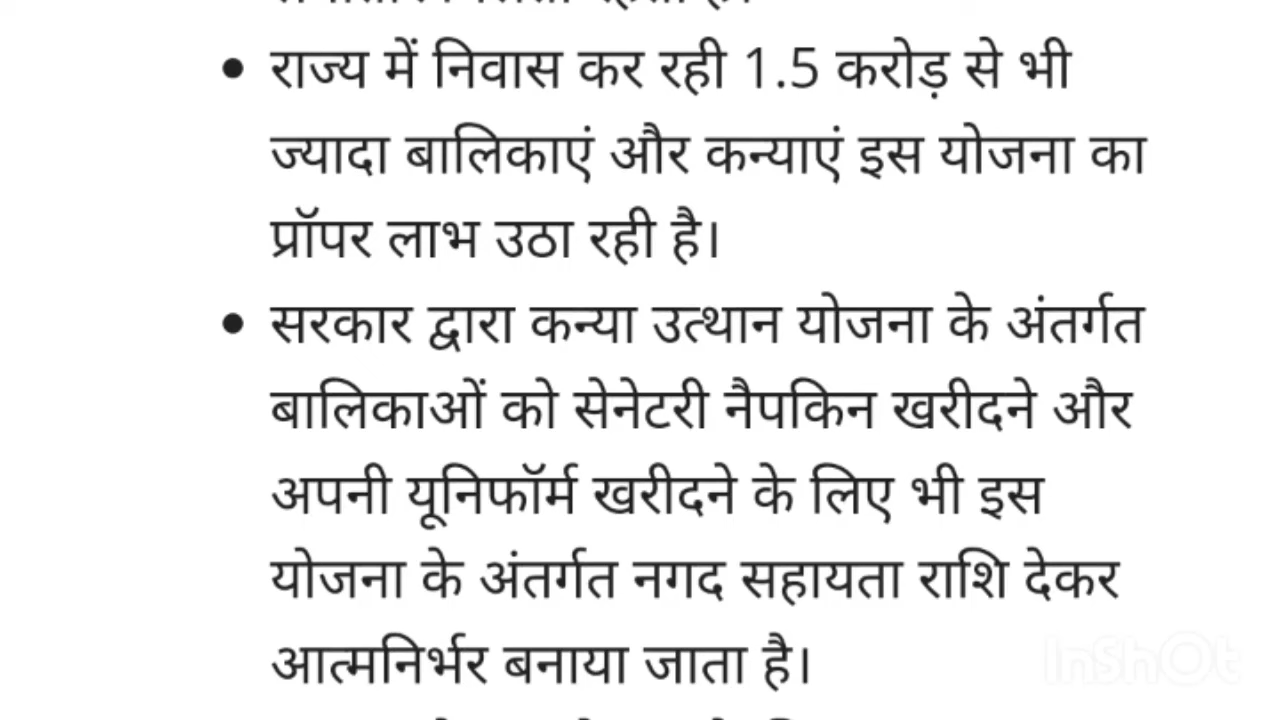 राज्य में निवास कर रही 1.5 करोड़ से भी
ज्यादा बालिकाएं और कन्याएं इस योजना का
प्रॉपर लाभ उठा रही है।
सरकार द्वारा कन्या उत्थान योजना के अंतर्गत
बालिकाओं को सेनेटरी नैपकिन खरीदने और
अपनी यूनिफॉर्म खरीदने के लिए भी इस
योजना के अंतर्गत नगद सहायता राशि देकर
आत्मनिर्भर बनाया जाता है।
InShOt